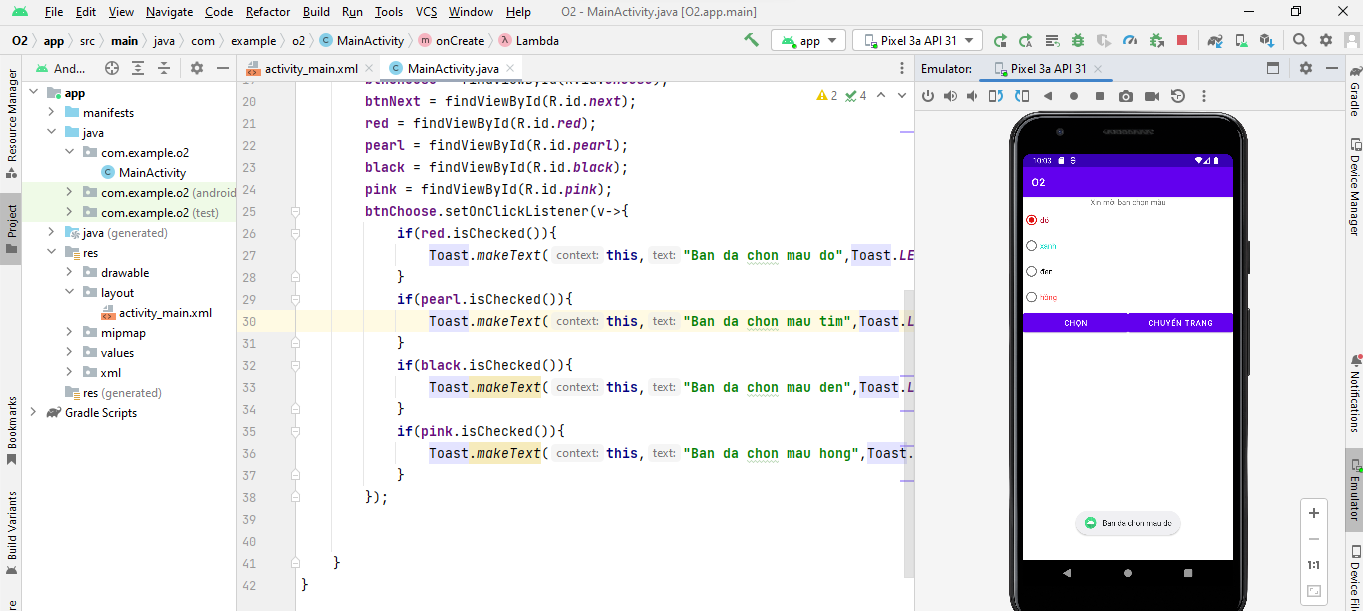 File Edit View Navigate Code Refactor Build Run Tools VCS Window Help O2 - MainActivity.java [O2.app.main]
O2 app src main java com example o2 MainActivity onCreate Lambda app Pixel 3a API 31
And... activity_main.xml MainActivity.java Emulator: Pixel 3a API 31
Resource Manager
Project
Bookmarks
Build Variants
app
manifests
java
com.example.o2
MainActivity
com.example.o2 (android
com.example.o2 (test)
java (generated)
res
drawable
layout
activity_main.xml
mipmap
values
xml
res (generated)
Gradle Scripts
2 4
20 btnNext = findViewById(R.id.next);
21 red = findViewById(R.id.red);
22 pearl = findViewById(R.id.pearl);
23 black = findViewById(R.id.black);
24 pink = findViewById(R.id.pink);
25 btnChoose.setOnClickListener(v->{
26 if(red.isChecked()){
27 Toast.makeText( context: this, text: "Ban da chon mau do",Toast.LE
28 }
29 if(pearl.isChecked()){
30 Toast.makeText( context: this, text: "Ban da chon mau tim",Toast.L
31 }
32 if(black.isChecked()){
33 Toast.makeText( context: this, text: "Ban da chon mau den",Toast.L
34 }
35 if(pink.isChecked()){
36 Toast.makeText( context: this, text: "Ban da chon mau hong",Toast.
37 }
38 });
39
40
41 }
42 }
10:03
O2
Xin mời bạn chọn màu
đỏ
xanh
đen
hồng
CHỌN CHUYỂN TRANG
Ban da chon mau do
1:1
Gradle
Device Manager
Notifications
Emulator
Device Fil